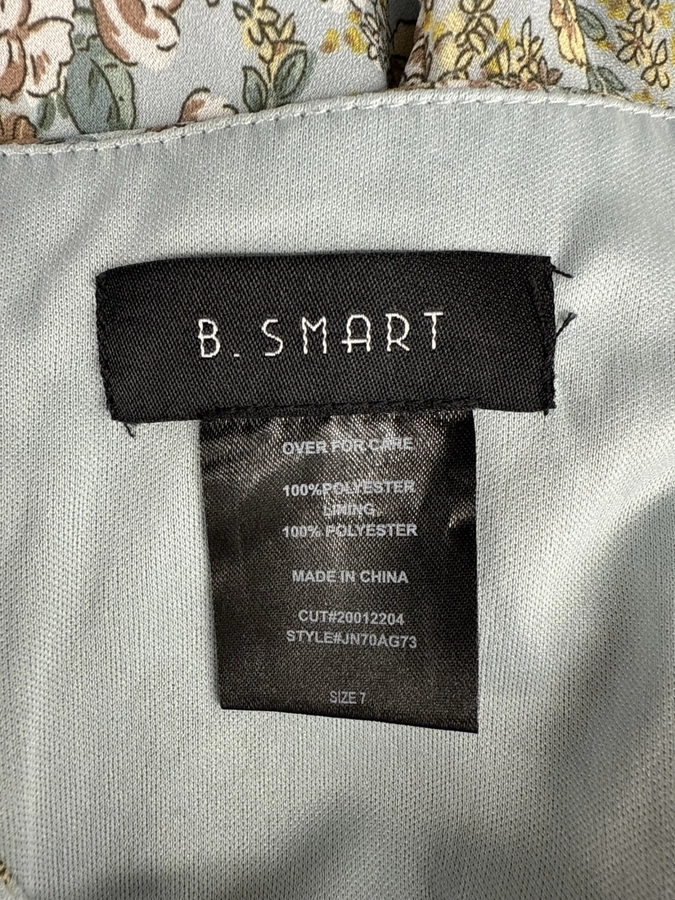 B. SMART
OVER FOR CARE
100%POLYESTER
LINING
100% POLYESTER
MADE IN CHINA
CUT#20012204
STYLE#JN70AG73
SIZE 7